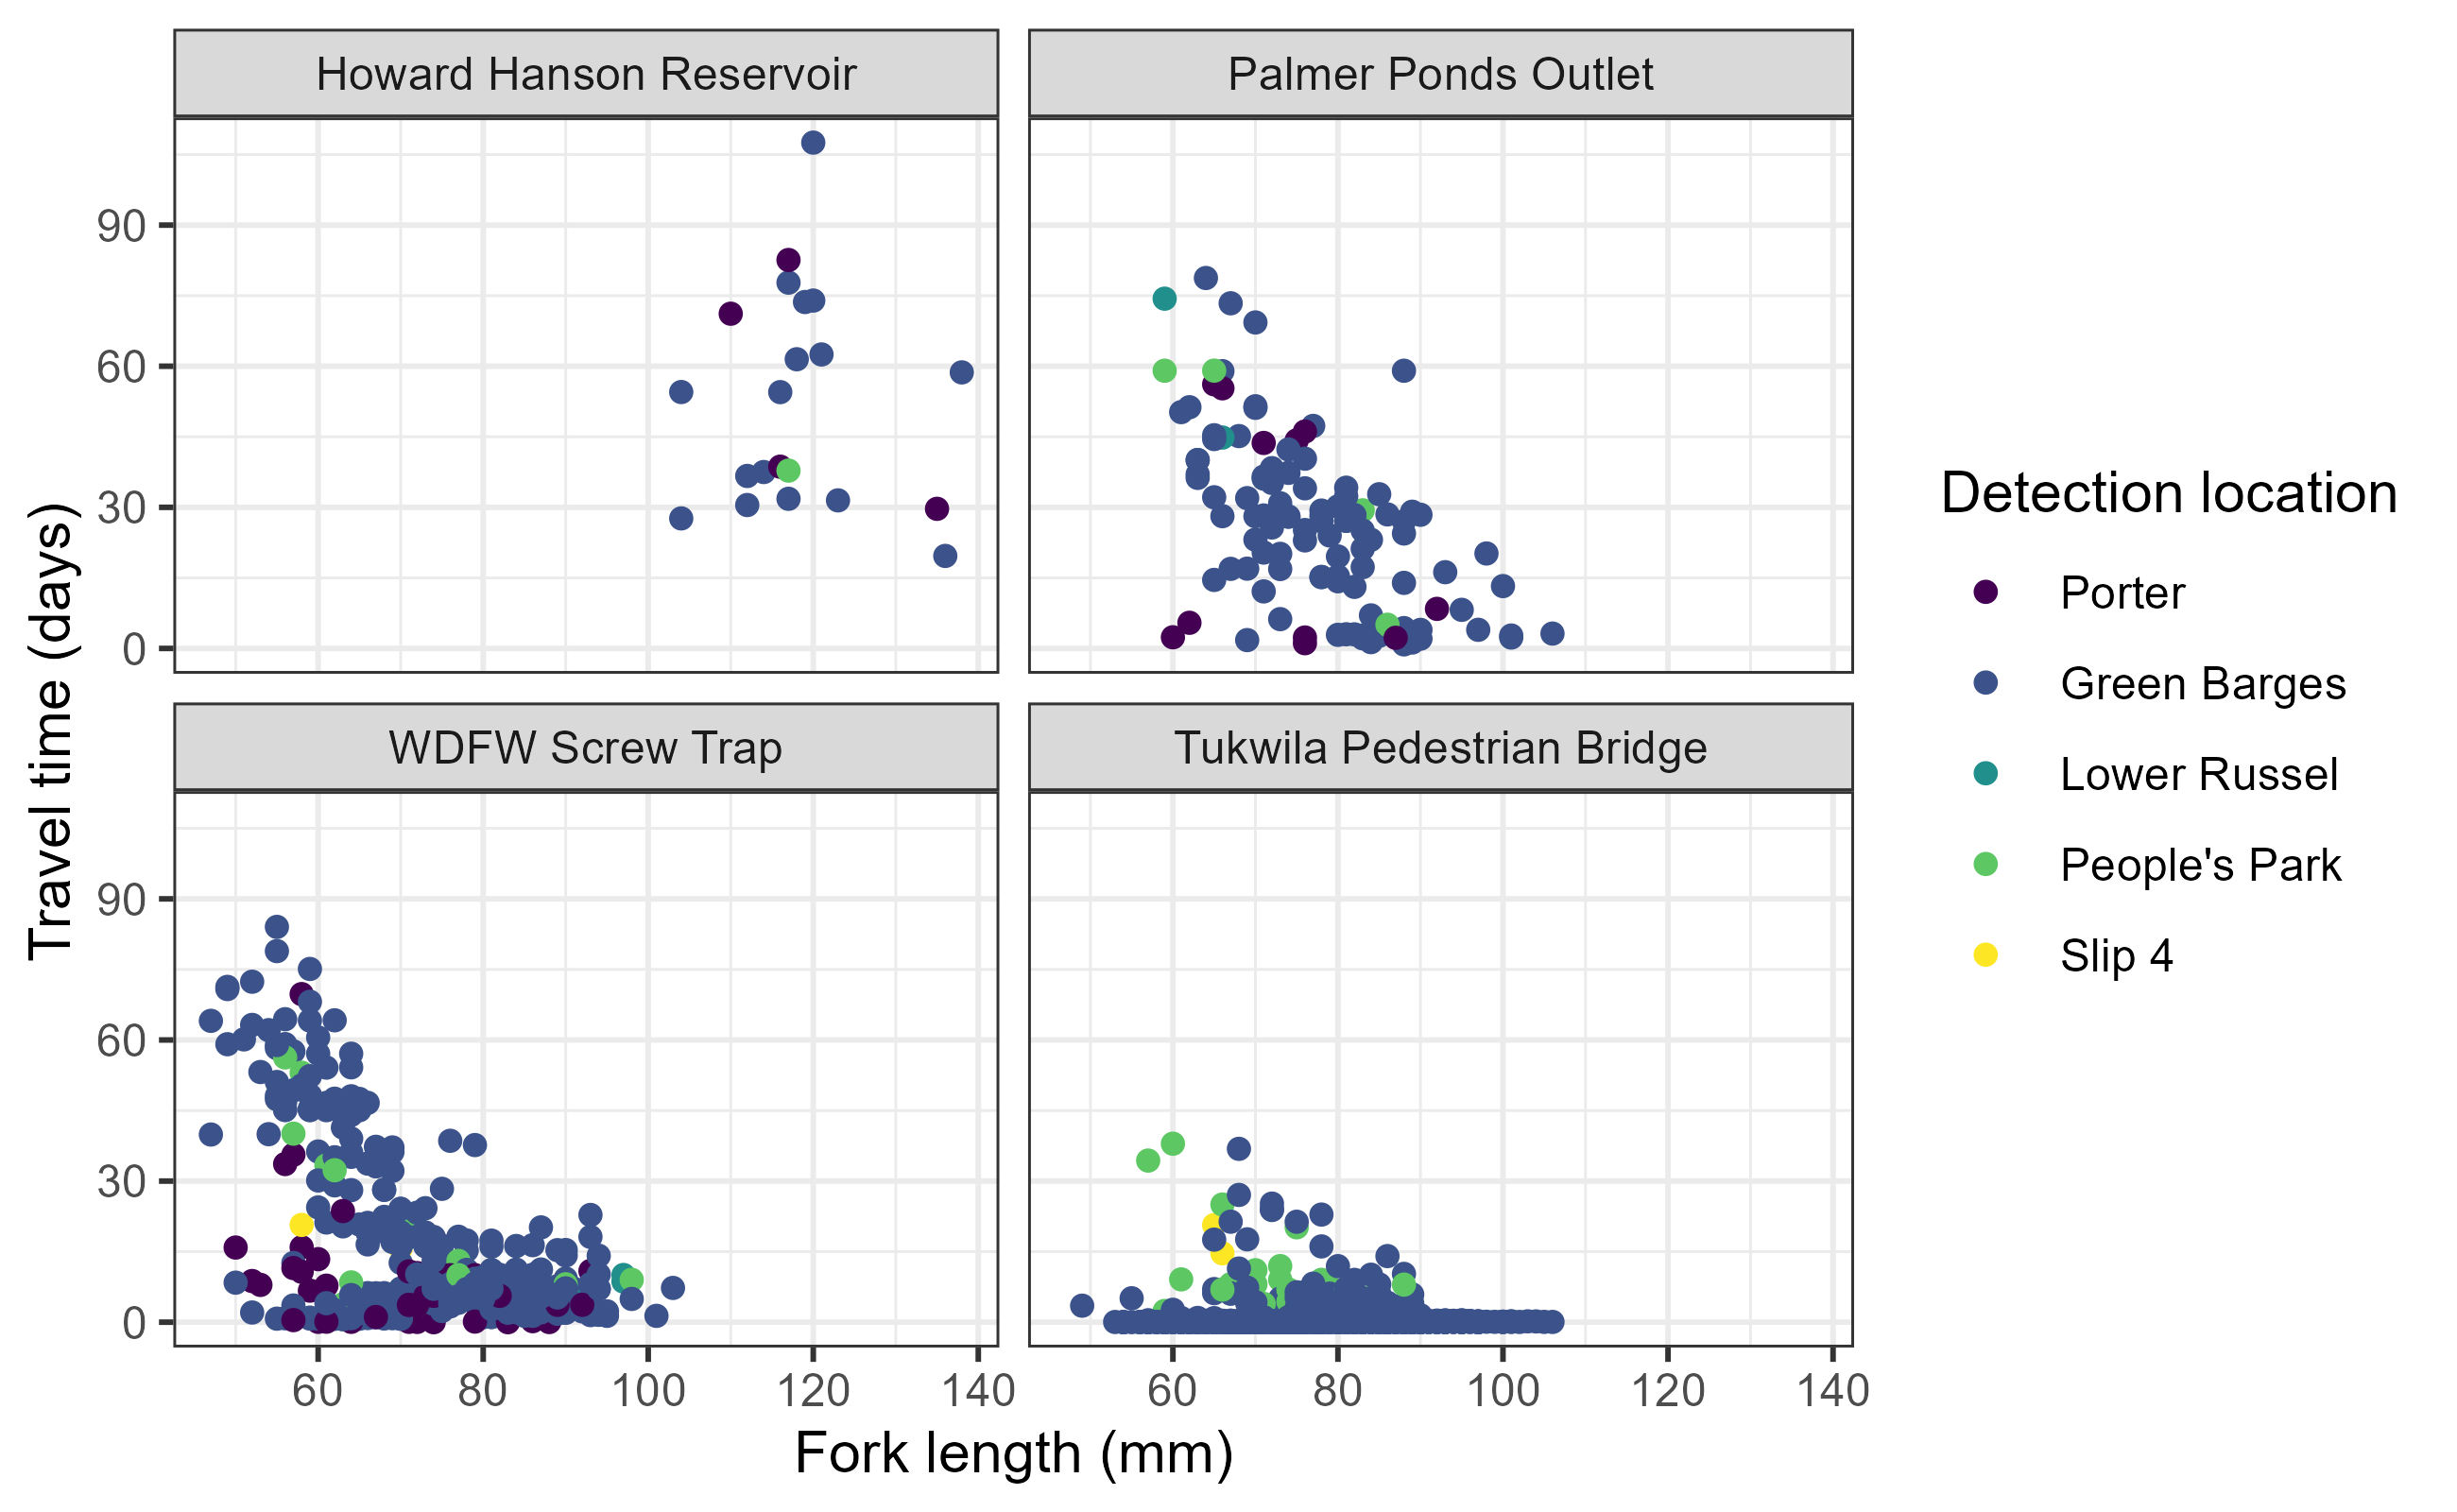 Howard Hanson Reservoir
Palmer Ponds Outlet
90
60
30
0
WDFW Screw Trap
Tukwila Pedestrian Bridge
90
60
30
0
60 80 100 120 140
60 80 100 120 140
Fork length (mm)
Travel time (days)
Detection location
Porter
Green Barges
Lower Russel
People's Park
Slip 4